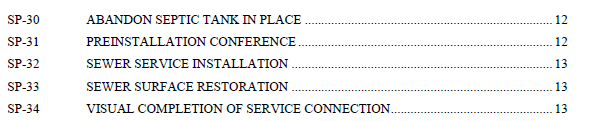 SP-30 ABANDON SEPTIC TANK IN PLACE ........................................................................... 12
SP-31 PREINSTALLATION CONFERENCE............................................................................. 12
SP-32 SEWER SERVICE INSTALLATION .............................................................................. 13
SP-33 SEWER SURFACE RESTORATION .............................................................................. 13
SP-34 VISUAL COMPLETION OF SERVICE CONNECTION................................................. 13